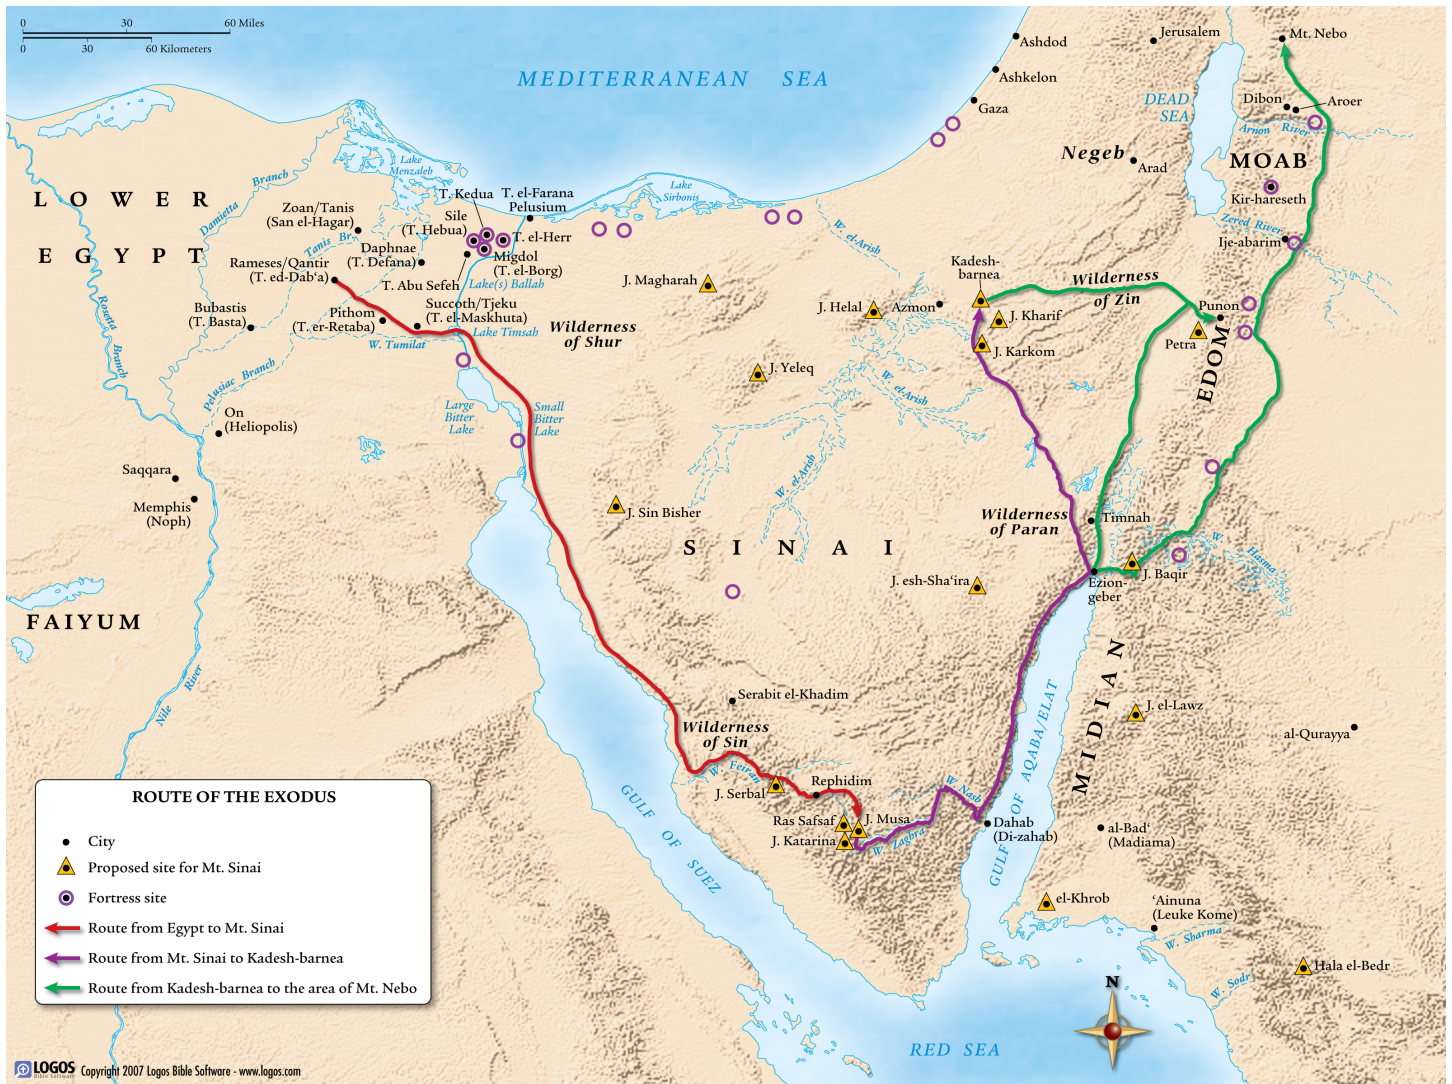 0 30 60 Miles
0 30 60 Kilometers
MEDITERRANEAN SEA
Ashdod
Ashkelon
Gaza
Jerusalem
Mt. Nebo
DEAD
SEA
Dibon
Aroer
Arnon River
MOAB
Negeb
Arad
Kir-hareseth
Zered River
Ije-abarim
LOWER
EGYPT
Damietta Branch
Lake
Menzaleh
Zoan/Tanis
(San el-Hagar)
Tanis Br.
T. Kedua
T. el-Farana
Pelusium
Sile
(T. Hebua)
T. el-Herr
Migdol
(T. el-Borg)
Lake
Sirbonis
Daphnae
(T. Defana)
T. Abu Sefeh
Lake(s) Ballah
Rameses/Qantir
(T. ed-Dab‘a)
Bubastis
(T. Basta)
Pithom
(T. er-Retaba)
Succoth/Tjeku
(T. el-Maskhuta)
Lake Timsah
W. Tumilat
Rosetta Branch
Pelusiac Branch
Wilderness
of Shur
J. Magharah
W. el-Arish
J. Helal
Azmon
Kadesh-
barnea
Wilderness
of Zin
J. Kharif
J. Karkom
Punon
Petra
EDOM
J. Yeleq
W. el-Arish
W. el-Arish
Large
Bitter
Lake
Small
Bitter
Lake
On
(Heliopolis)
Saqqara
Memphis
(Noph)
J. Sin Bisher
SINAI
Wilderness
of Paran
Timnah
J. esh-Sha‘ira
Ezion-
geber
J. Baqir
W. Hasma
FAIYUM
Nile River
Serabit el-Khadim
Wilderness
of Sin
W. Feiran
J. Serbal
Rephidim
Ras Safsaf
J. Musa
J. Katarina
W. Laghra
W. Nasb
Dahab
(Di-zahab)
GULF OF AQABA/ELAT
MIDIAN
J. el-Lawz
al-Qurayya
al-Bad‘
(Madiama)
el-Khrob
‘Ainuna
(Leuke Kome)
W. Sharma
Hala el-Bedr
W. Sadr
GULF OF SUEZ
RED SEA
N
ROUTE OF THE EXODUS
City
Proposed site for Mt. Sinai
Fortress site
Route from Egypt to Mt. Sinai
Route from Mt. Sinai to Kadesh-barnea
Route from Kadesh-barnea to the area of Mt. Nebo
LOGOS
Bible Software
Copyright 2007 Logos Bible Software - www.logos.com